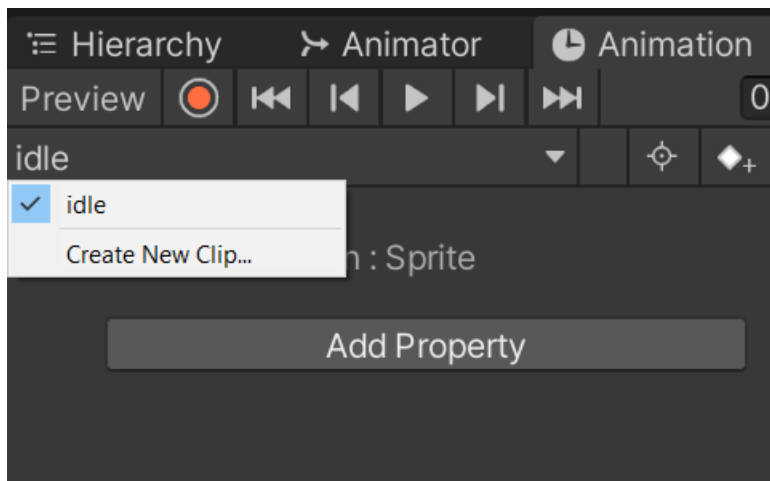 Hierarchy Animator Animation
Preview 0
idle
idle
Create New Clip...
: Sprite
Add Property